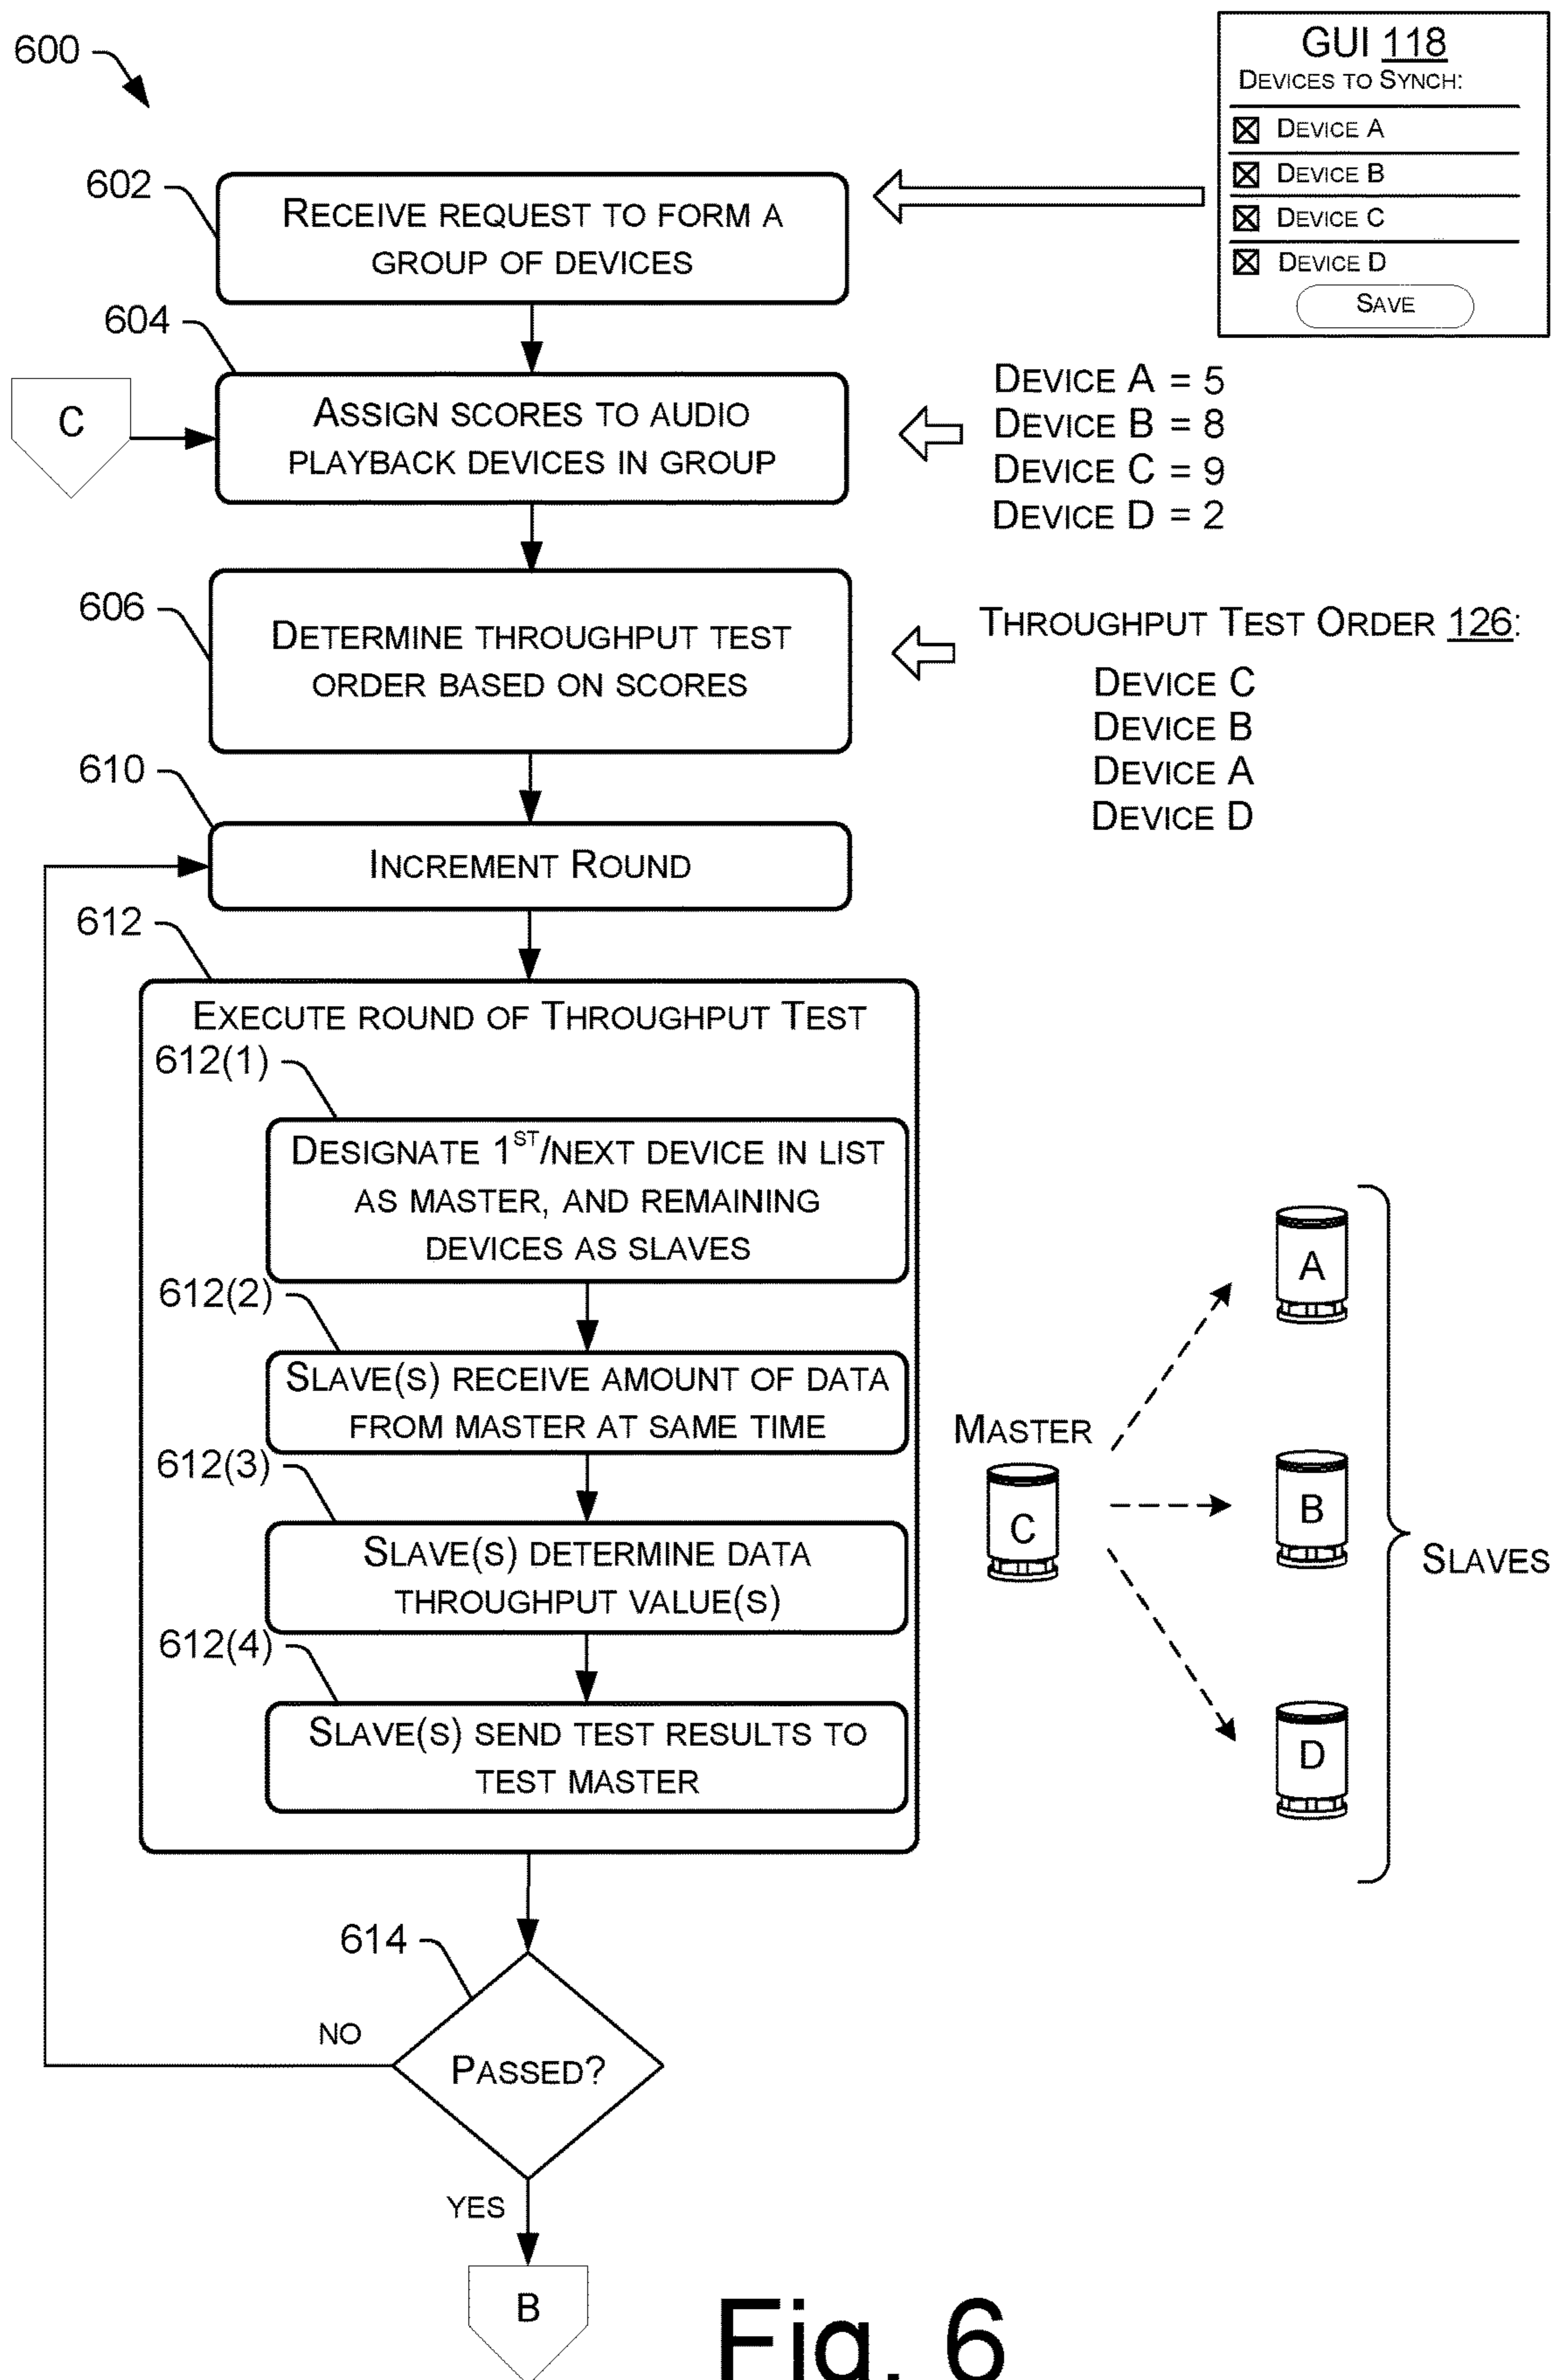 600
GUI 118
DEVICES TO SYNCH:
DEVICE A
DEVICE B
DEVICE C
DEVICE D
SAVE
602
RECEIVE REQUEST TO FORM A
GROUP OF DEVICES
604
C
ASSIGN SCORES TO AUDIO
PLAYBACK DEVICES IN GROUP
DEVICE A = 5
DEVICE B = 8
DEVICE C = 9
DEVICE D = 2
606
DETERMINE THROUGHPUT TEST
ORDER BASED ON SCORES
THROUGHPUT TEST ORDER 126:
DEVICE C
DEVICE B
DEVICE A
DEVICE D
610
INCREMENT ROUND
612
EXECUTE ROUND OF THROUGHPUT TEST
612(1)
DESIGNATE 1ST/NEXT DEVICE IN LIST
AS MASTER, AND REMAINING
DEVICES AS SLAVES
612(2)
SLAVE(S) RECEIVE AMOUNT OF DATA
FROM MASTER AT SAME TIME
612(3)
SLAVE(S) DETERMINE DATA
THROUGHPUT VALUE(S)
612(4)
SLAVE(S) SEND TEST RESULTS TO
TEST MASTER
MASTER
C
A
B
D
SLAVES
614
PASSED?
NO
YES
B
Fig. 6